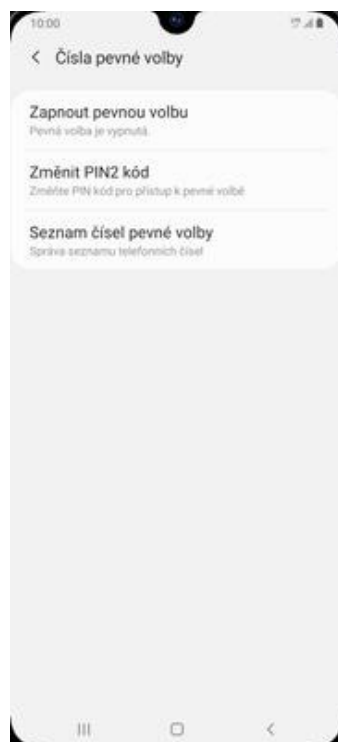 10:00
Čísla pevné volby
Zapnout pevnou volbu
Pevná volba je vypnutá.
Změnit PIN2 kód
Změňte PIN kód pro přístup k pevné volbě
Seznam čísel pevné volby
Správa seznamu telefonních čísel